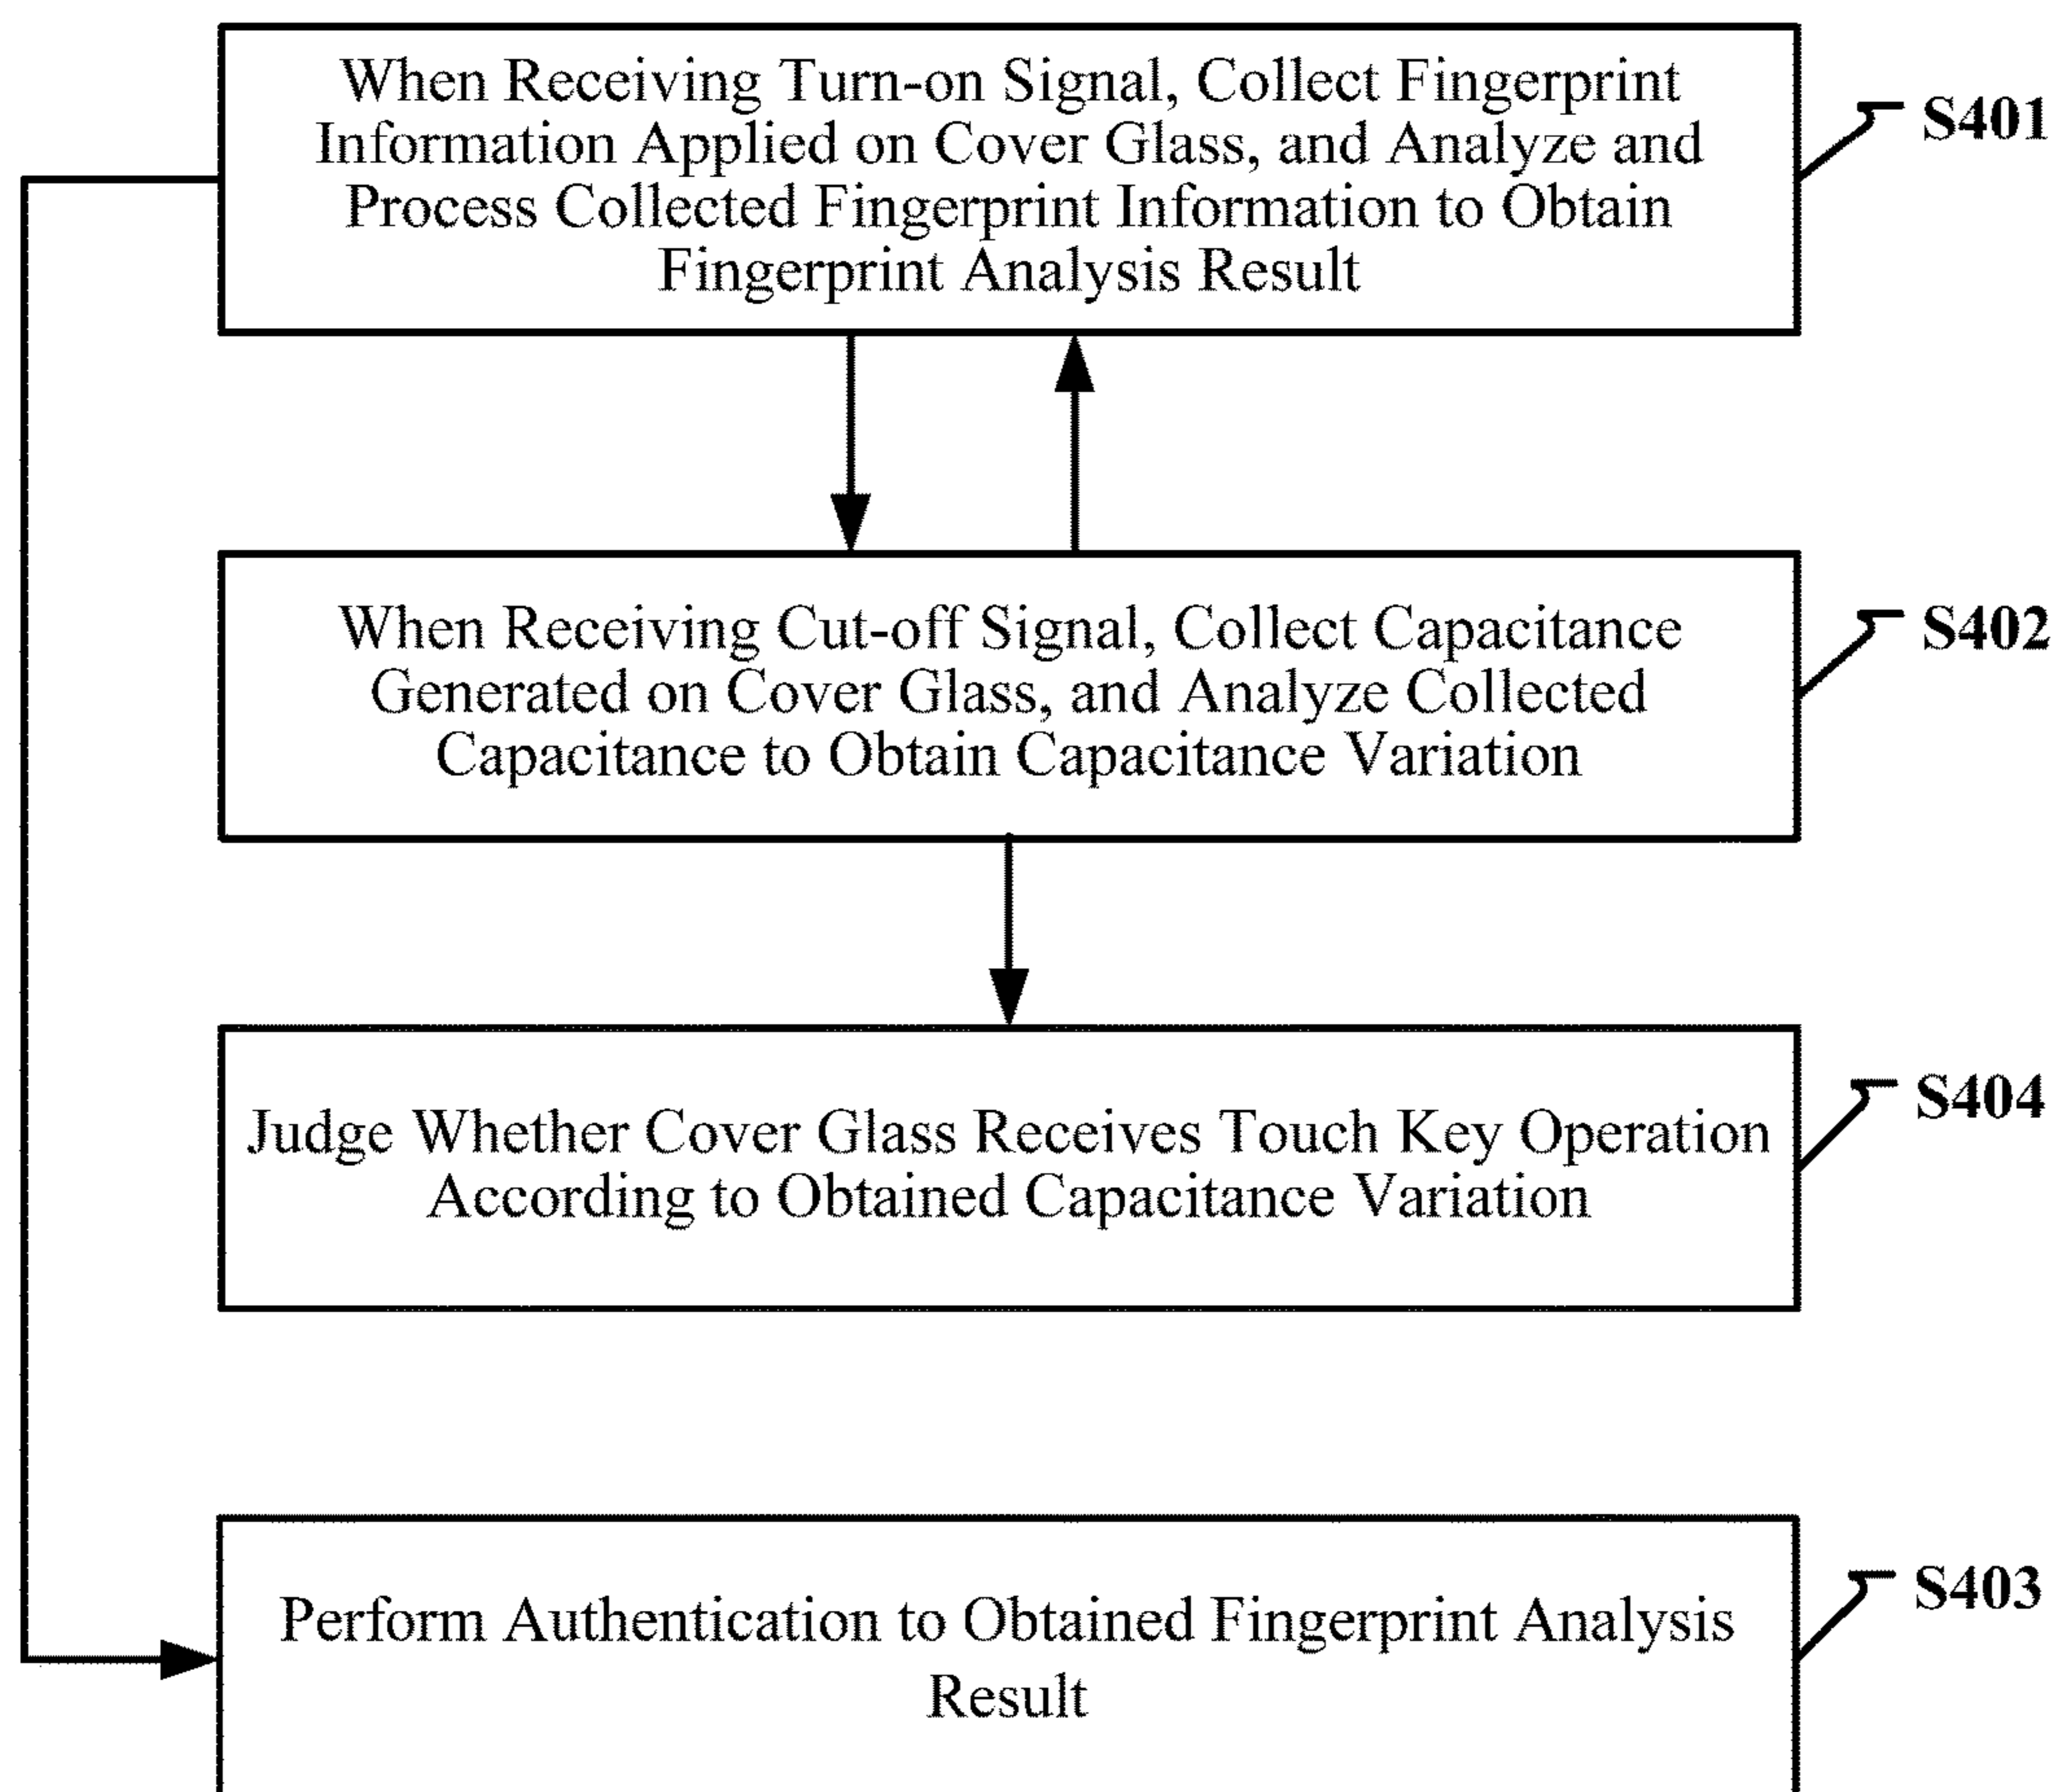 When Receiving Turn-on Signal, Collect Fingerprint
Information Applied on Cover Glass, and Analyze and
Process Collected Fingerprint Information to Obtain
Fingerprint Analysis Result
S401
When Receiving Cut-off Signal, Collect Capacitance
Generated on Cover Glass, and Analyze Collected
Capacitance to Obtain Capacitance Variation
S402
Judge Whether Cover Glass Receives Touch Key Operation
According to Obtained Capacitance Variation
S404
Perform Authentication to Obtained Fingerprint Analysis
Result
S403